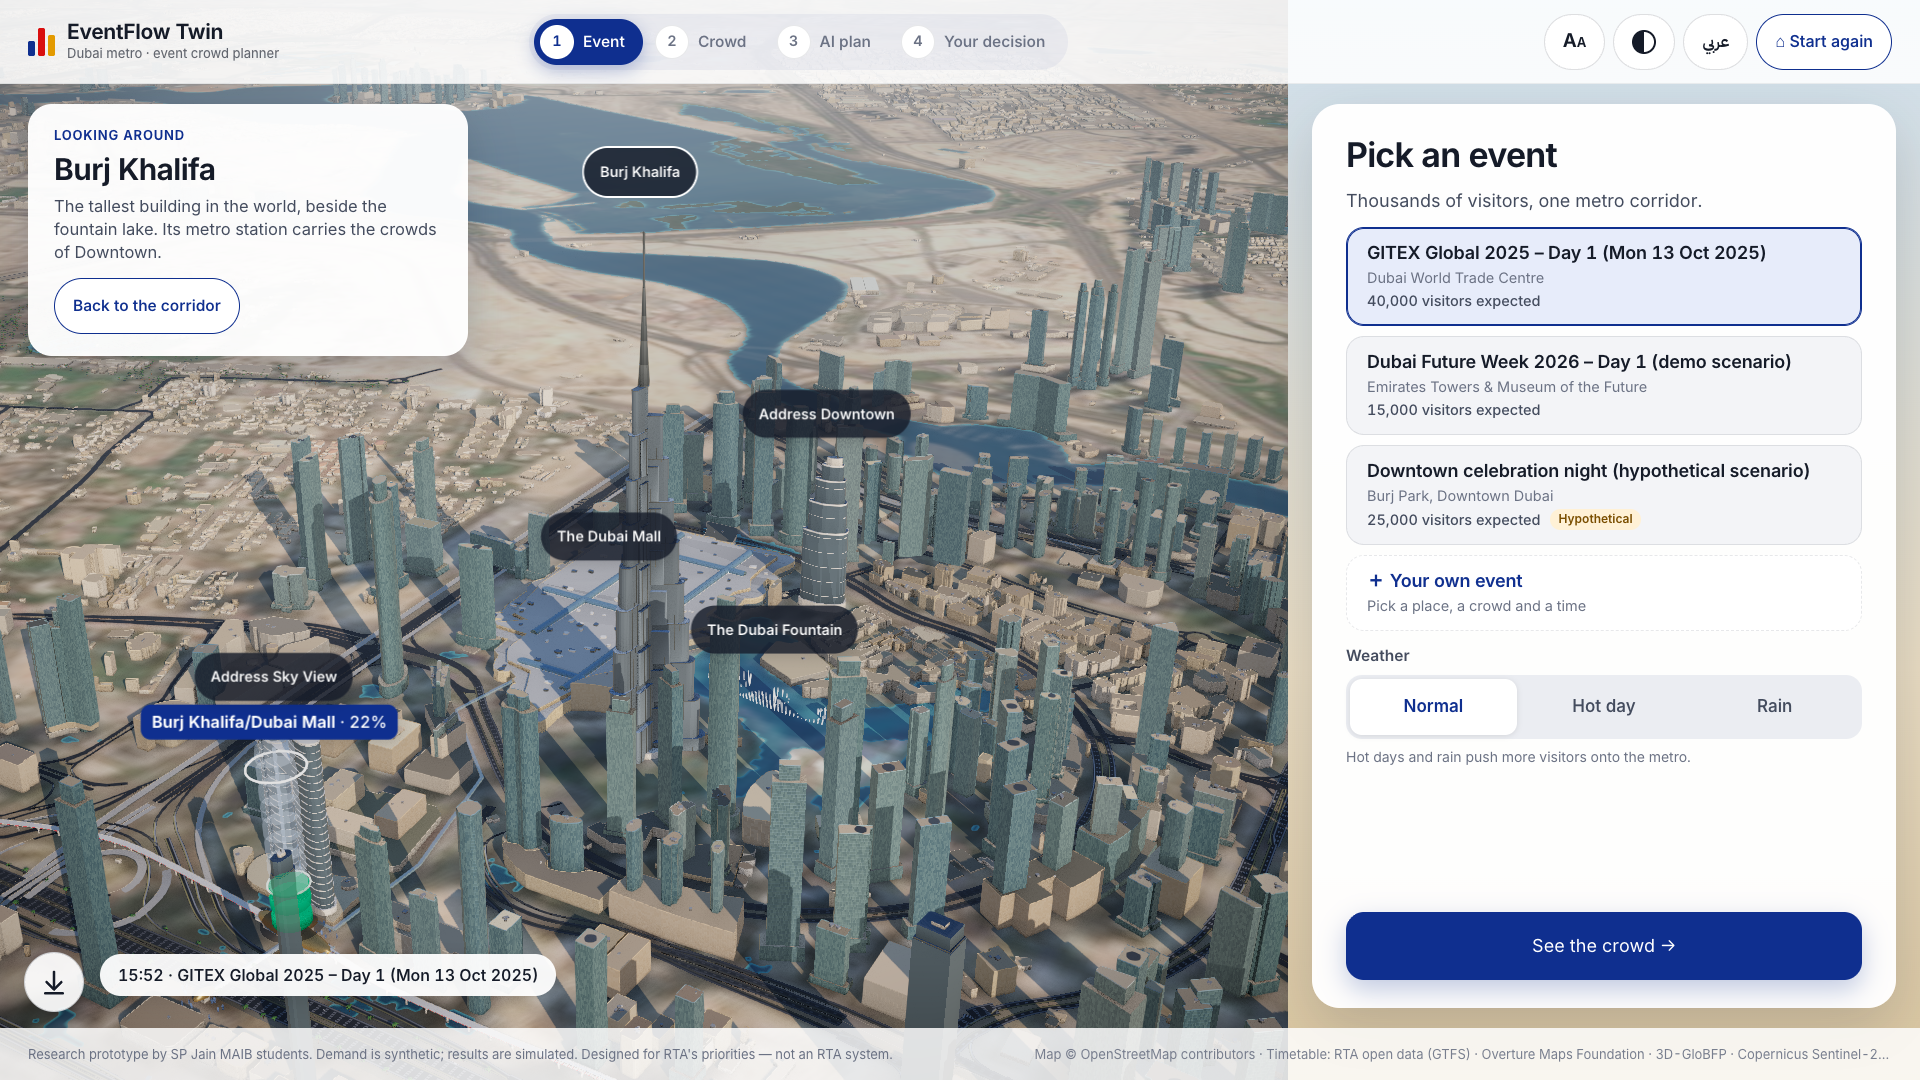 EventFlow Twin
Dubai metro · event crowd planner
1 Event
2 Crowd
3 AI plan
4 Your decision
AA
عربي
⌂ Start again
LOOKING AROUND
Burj Khalifa
The tallest building in the world, beside the
fountain lake. Its metro station carries the crowds
of Downtown.
Back to the corridor
Burj Khalifa
Address Downtown
The Dubai Mall
The Dubai Fountain
Address Sky View
Burj Khalifa/Dubai Mall · 22%
15:52 · GITEX Global 2025 – Day 1 (Mon 13 Oct 2025)
Pick an event
Thousands of visitors, one metro corridor.
GITEX Global 2025 – Day 1 (Mon 13 Oct 2025)
Dubai World Trade Centre
40,000 visitors expected
Dubai Future Week 2026 – Day 1 (demo scenario)
Emirates Towers & Museum of the Future
15,000 visitors expected
Downtown celebration night (hypothetical scenario)
Burj Park, Downtown Dubai
25,000 visitors expected Hypothetical
+ Your own event
Pick a place, a crowd and a time
Weather
Normal
Hot day
Rain
Hot days and rain push more visitors onto the metro.
See the crowd →
Research prototype by SP Jain MAIB students. Demand is synthetic; results are simulated. Designed for RTA's priorities — not an RTA system.
Map © OpenStreetMap contributors · Timetable: RTA open data (GTFS) · Overture Maps Foundation · 3D-GloBFP · Copernicus Sentinel-2…